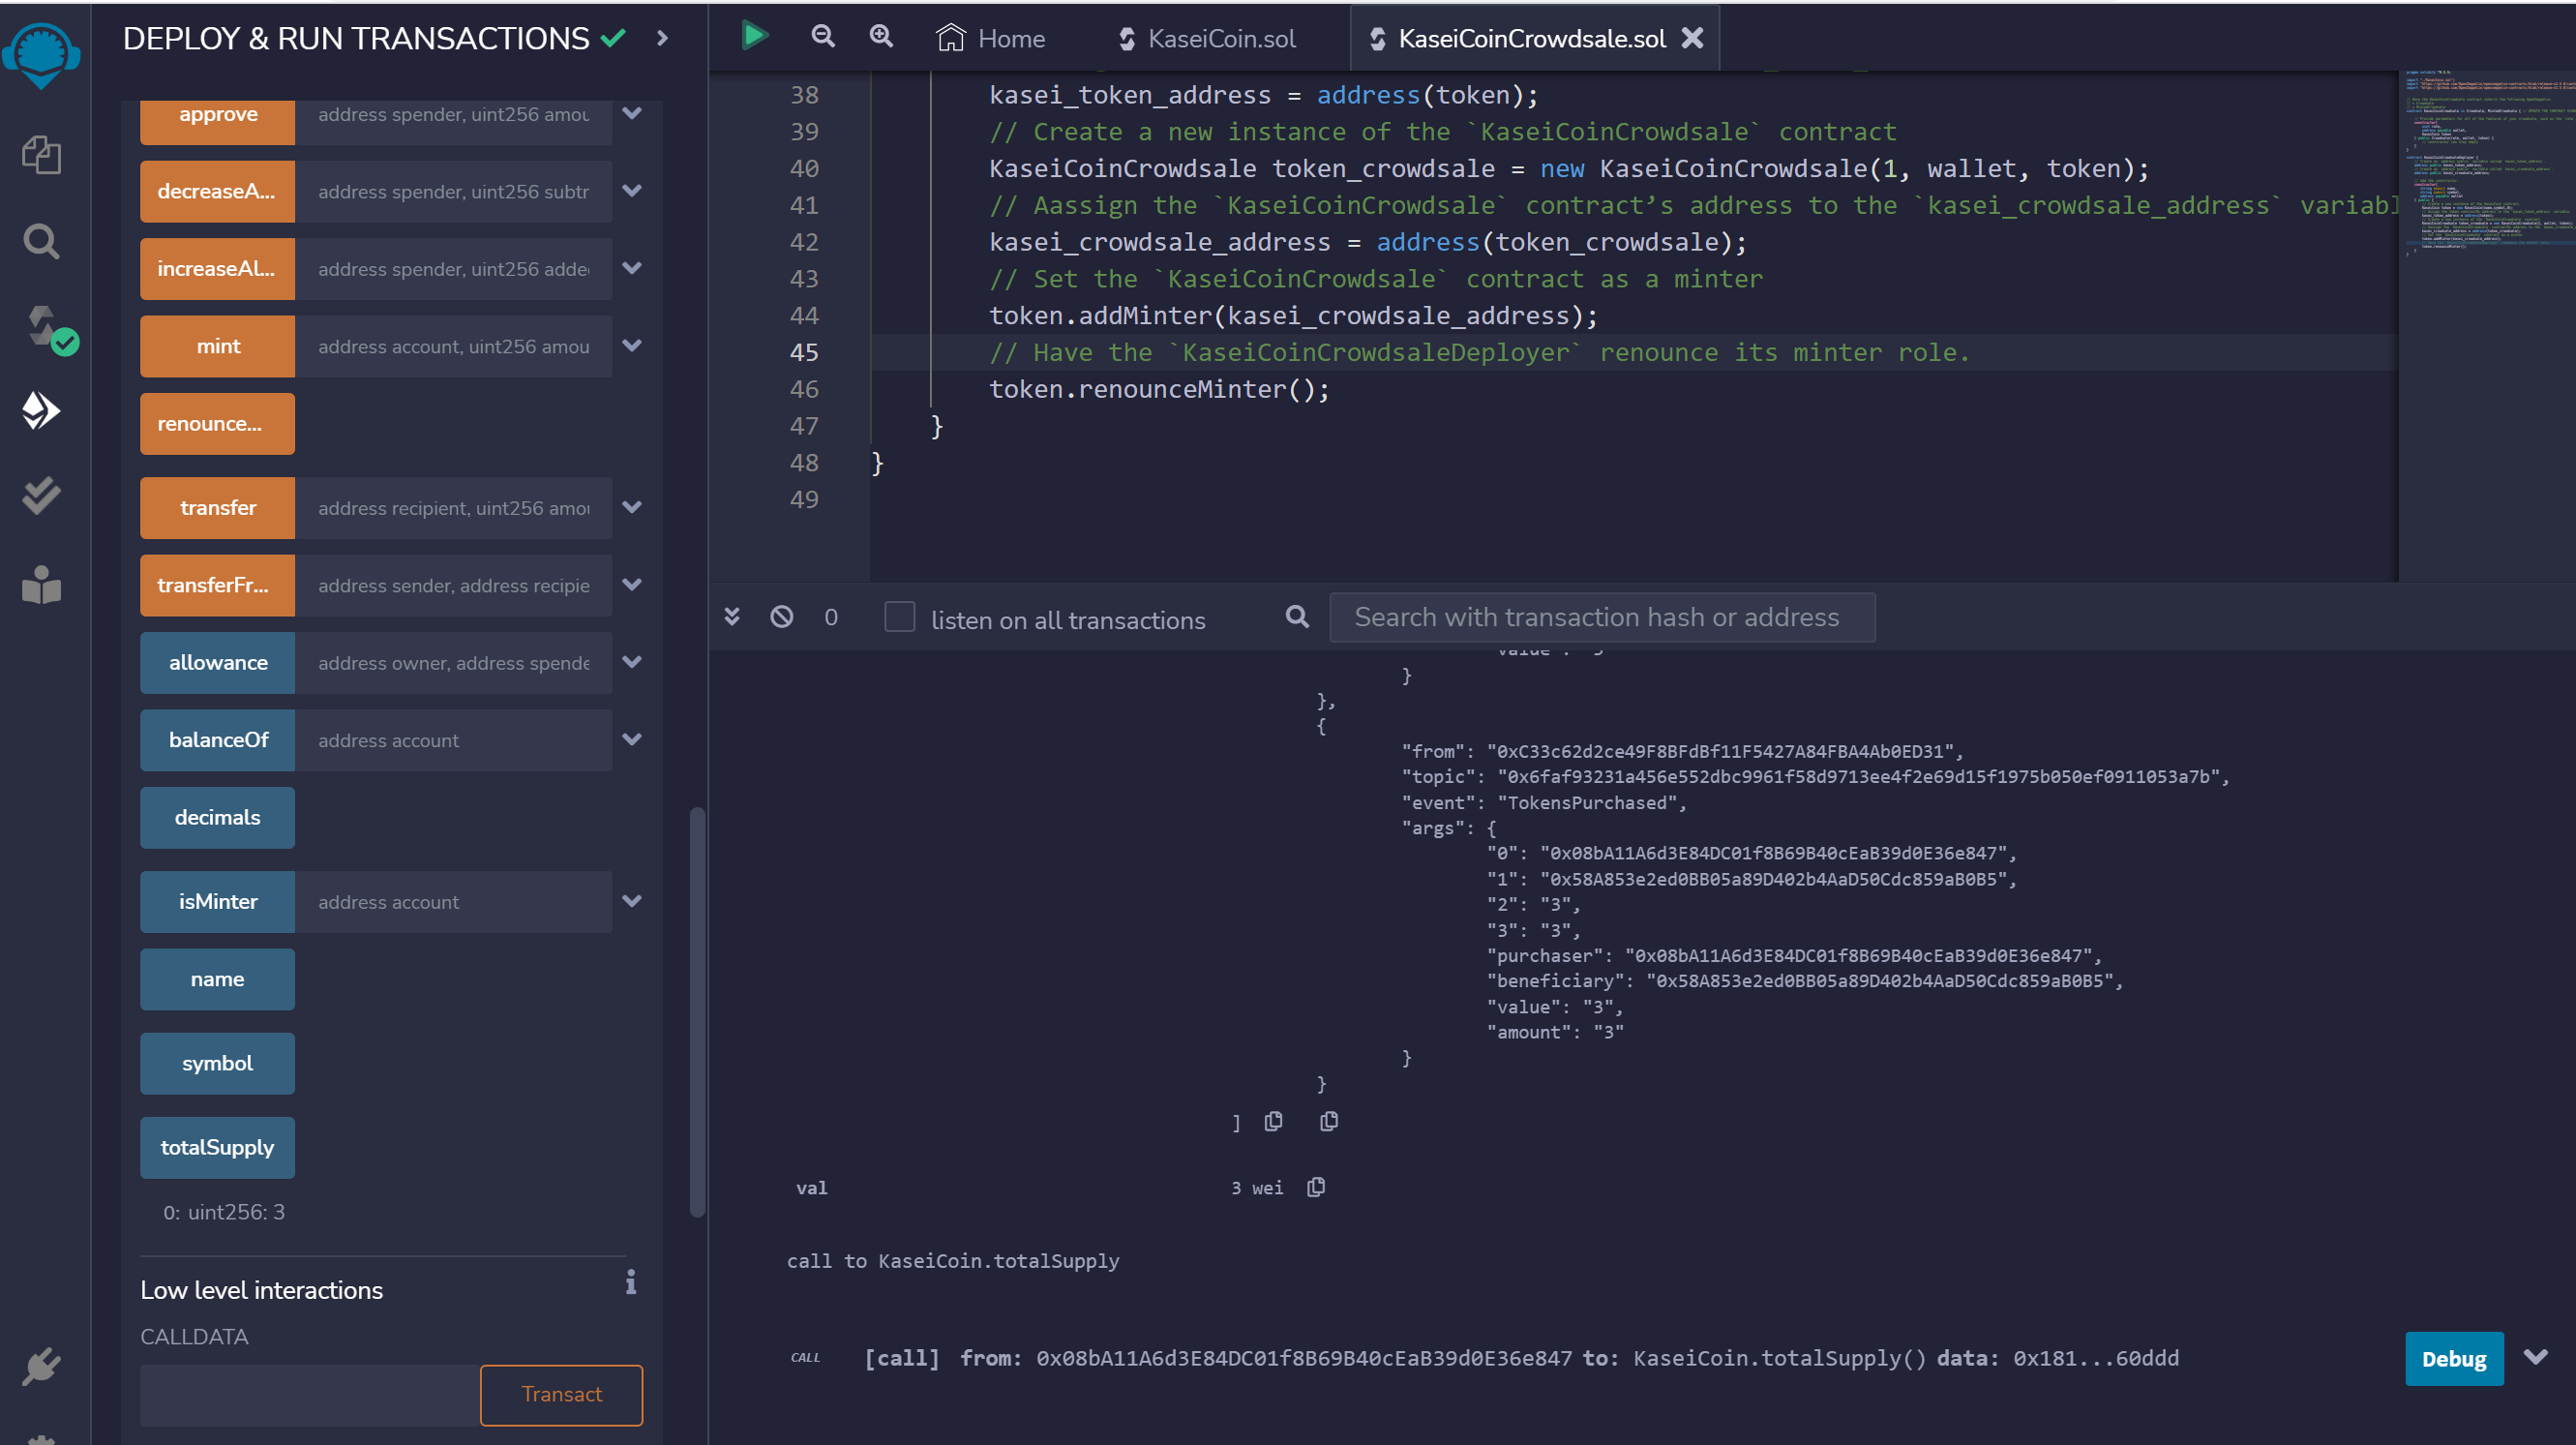 DEPLOY & RUN TRANSACTIONS
approve address spender, uint256 amou
decreaseA... address spender, uint256 subtr
increaseAl... address spender, uint256 adde
mint address account, uint256 amou
renounce...
transfer address recipient, uint256 amo
transferFr... address sender, address recipie
allowance address owner, address spende
balanceOf address account
decimals
isMinter address account
name
symbol
totalSupply
0: uint256: 3
Low level interactions
CALLDATA
Transact
Home KaseiCoin.sol KaseiCoinCrowdsale.sol
38 kasei_token_address = address(token);
39 // Create a new instance of the `KaseiCoinCrowdsale` contract
40 KaseiCoinCrowdsale token_crowdsale = new KaseiCoinCrowdsale(1, wallet, token);
41 // Aassign the `KaseiCoinCrowdsale` contract’s address to the `kasei_crowdsale_address` variabl
42 kasei_crowdsale_address = address(token_crowdsale);
43 // Set the `KaseiCoinCrowdsale` contract as a minter
44 token.addMinter(kasei_crowdsale_address);
45 // Have the `KaseiCoinCrowdsaleDeployer` renounce its minter role.
46 token.renounceMinter();
47 }
48 }
49
0 listen on all transactions Search with transaction hash or address
}
},
{
"from": "0xC33c62d2ce49F8BFdBf11F5427A84FBA4Ab0ED31",
"topic": "0x6faf93231a456e552dbc9961f58d9713ee4f2e69d15f1975b050ef0911053a7b",
"event": "TokensPurchased",
"args": {
"0": "0x08bA11A6d3E84DC01f8B69B40cEaB39d0E36e847",
"1": "0x58A853e2ed0BB05a89D402b4AaD50Cdc859aB0B5",
"2": "3",
"3": "3",
"purchaser": "0x08bA11A6d3E84DC01f8B69B40cEaB39d0E36e847",
"beneficiary": "0x58A853e2ed0BB05a89D402b4AaD50Cdc859aB0B5",
"value": "3",
"amount": "3"
}
}
]
val 3 wei
call to KaseiCoin.totalSupply
CALL [call] from: 0x08bA11A6d3E84DC01f8B69B40cEaB39d0E36e847 to: KaseiCoin.totalSupply() data: 0x181...60ddd
Debug